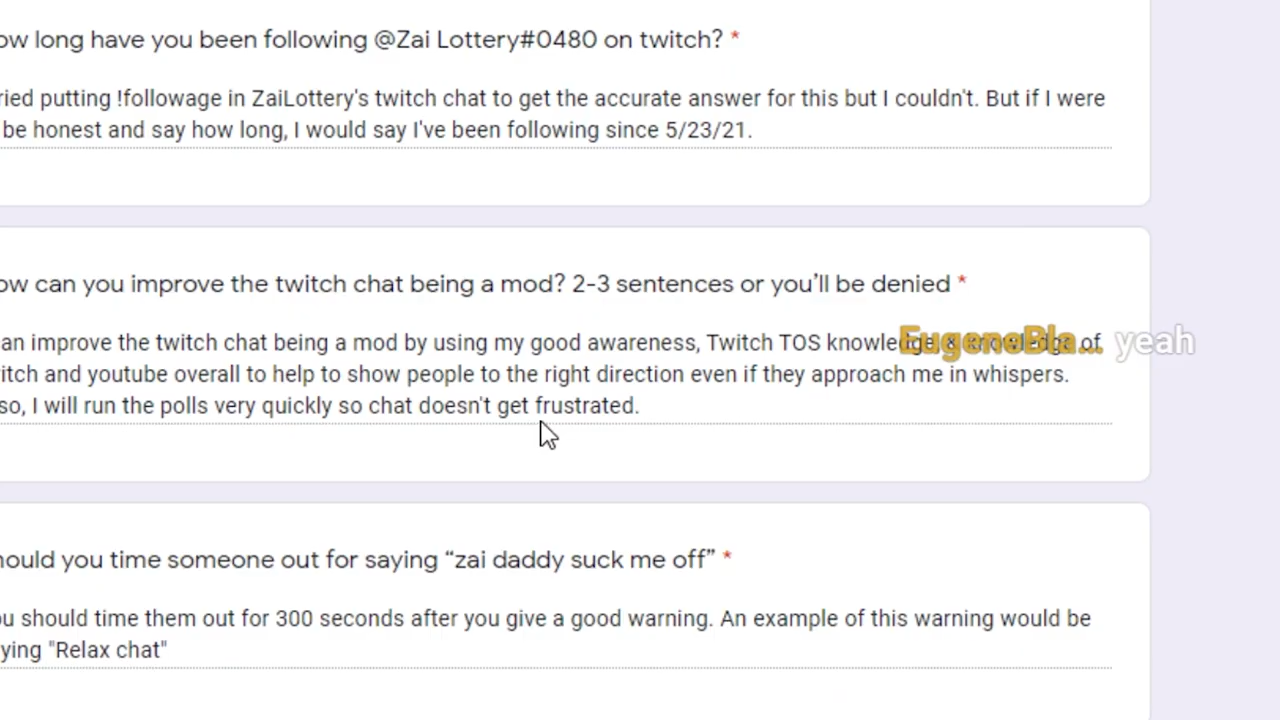 ow long have you been following @Zai Lottery#0480 on twitch? *
ried putting !followage in ZaiLottery's twitch chat to get the accurate answer for this but I couldn't. But if I were
be honest and say how long, I would say I've been following since 5/23/21.
ow can you improve the twitch chat being a mod? 2-3 sentences or you’ll be denied *
an improve the twitch chat being a mod by using my good awareness, Twitch TOS knowledge & knowledge of
EugeneBla... yeah
itch and youtube overall to help to show people to the right direction even if they approach me in whispers.
so, I will run the polls very quickly so chat doesn't get frustrated.
hould you time someone out for saying “zai daddy suck me off” *
ou should time them out for 300 seconds after you give a good warning. An example of this warning would be
ying "Relax chat"